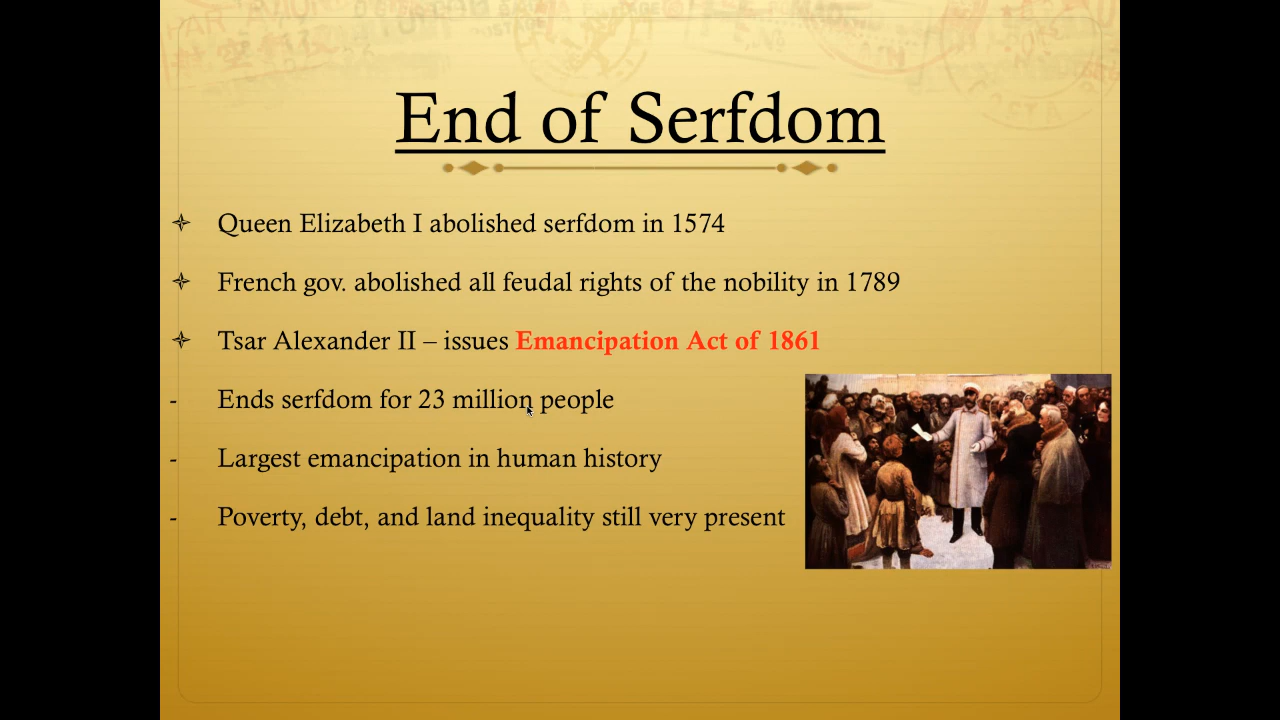 End of Serfdom
Queen Elizabeth I abolished serfdom in 1574
French gov. abolished all feudal rights of the nobility in 1789
Tsar Alexander II – issues Emancipation Act of 1861
- Ends serfdom for 23 million people
- Largest emancipation in human history
- Poverty, debt, and land inequality still very present